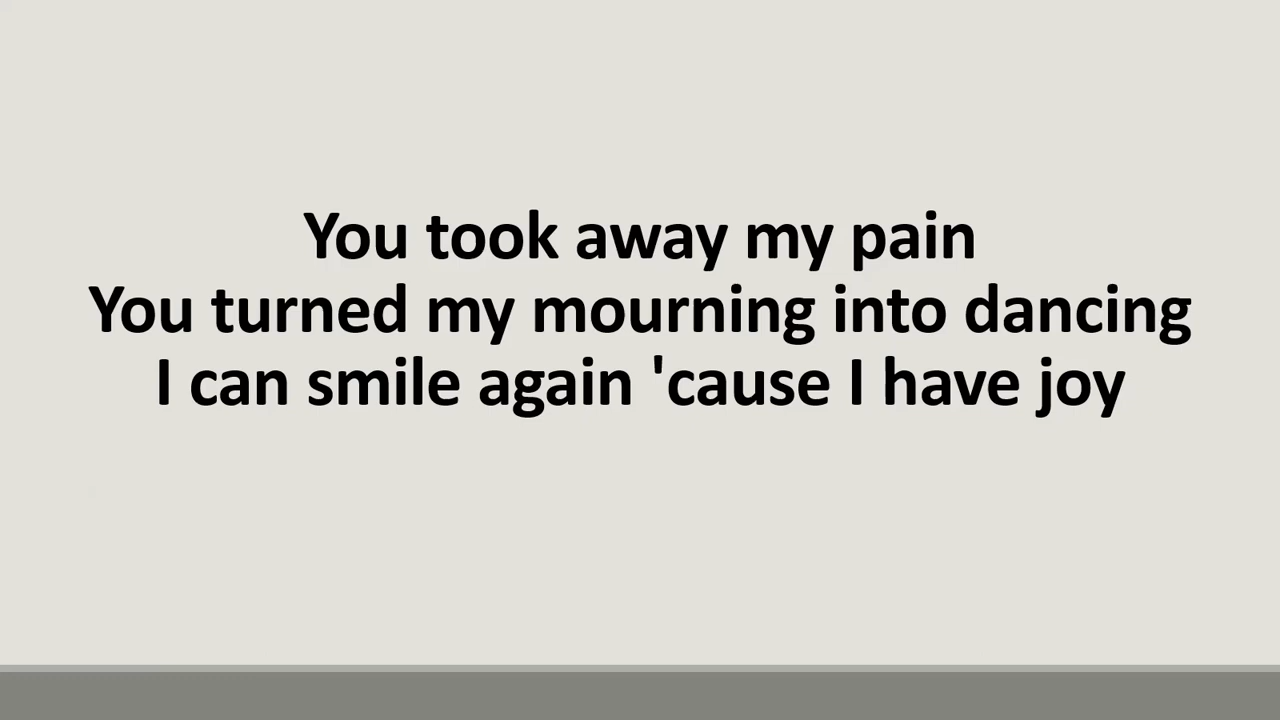 You took away my pain
You turned my mourning into dancing
I can smile again 'cause I have joy